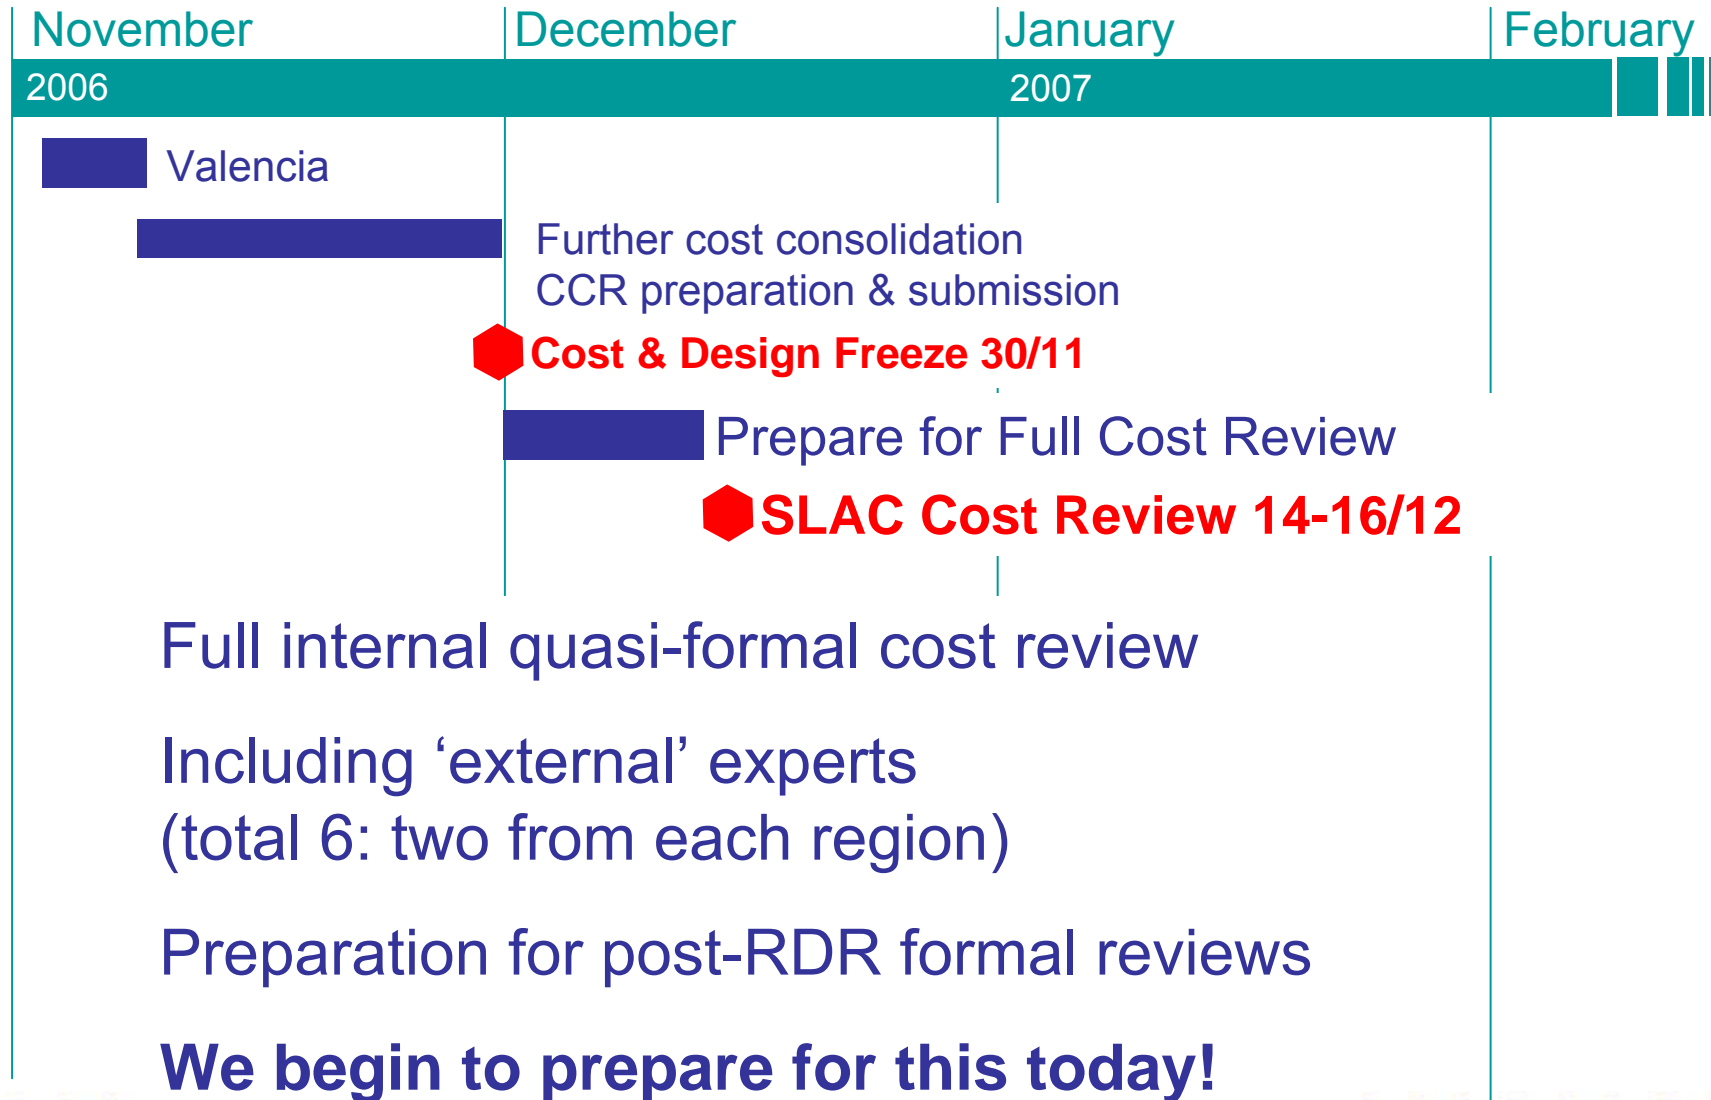 November
December
January
February
2006
2007
Valencia
Further cost consolidation
CCR preparation & submission
Cost & Design Freeze 30/11
Prepare for Full Cost Review
SLAC Cost Review 14-16/12
Full internal quasi-formal cost review
Including ‘external’ experts
(total 6: two from each region)
Preparation for post-RDR formal reviews
We begin to prepare for this today!